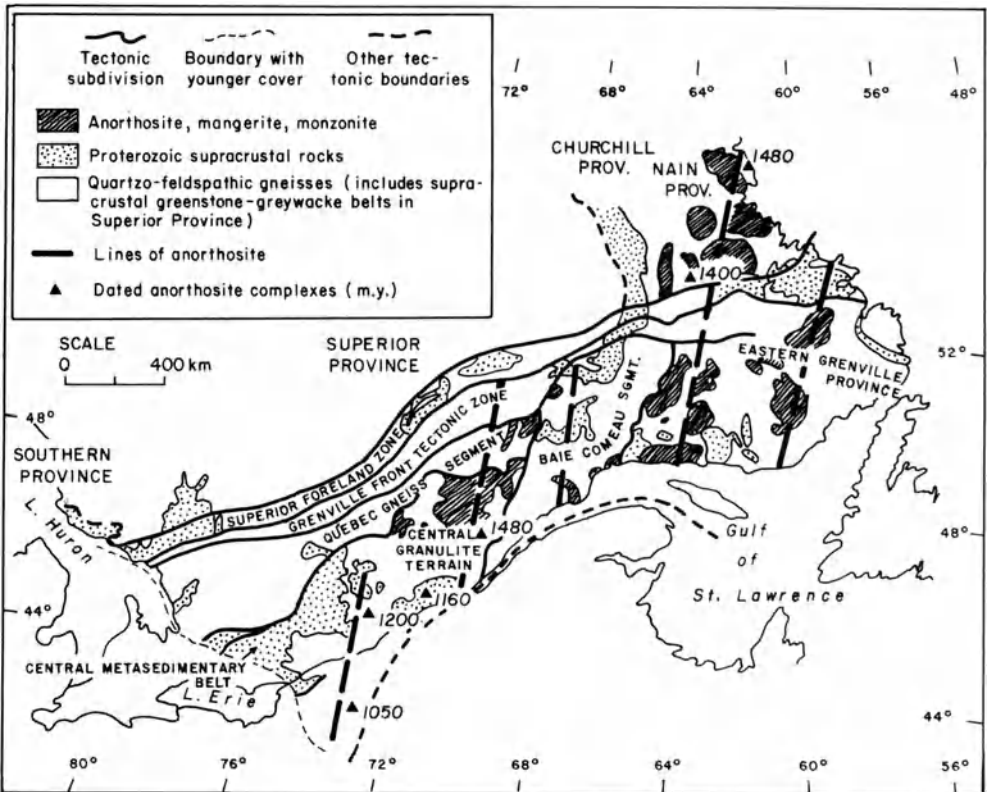 Tectonic subdivision
Boundary with younger cover
Other tec-
tonic boundaries
Anorthosite, mangerite, monzonite
Proterozoic supracrustal rocks
Quartzo-feldspathic gneisses (includes supra-
crustal greenstone-greywacke belts in
Superior Province)
Lines of anorthosite
Dated anorthosite complexes (m.y.)
SCALE
0 400 km
72° 68° 64° 60° 56° 48°
CHURCHILL
PROV.
NAIN
PROV.
1480
1400
SUPERIOR
PROVINCE
52°
EASTERN GRENVILLE
PROVINCE
48°
SOUTHERN
PROVINCE
L. Huron
SUPERIOR FORELAND ZONE
GRENVILLE FRONT TECTONIC ZONE
QUÉBEC GNEISS SEGMENT
BAIE COMEAU SGMT.
1480
CENTRAL
GRANULITE
TERRAIN
48°
Gulf
of
St. Lawrence
1160
1200
44°
CENTRAL METASEDIMENTARY
BELT
L. Erie
1050
44°
80° 76° 72° 68° 64° 60°